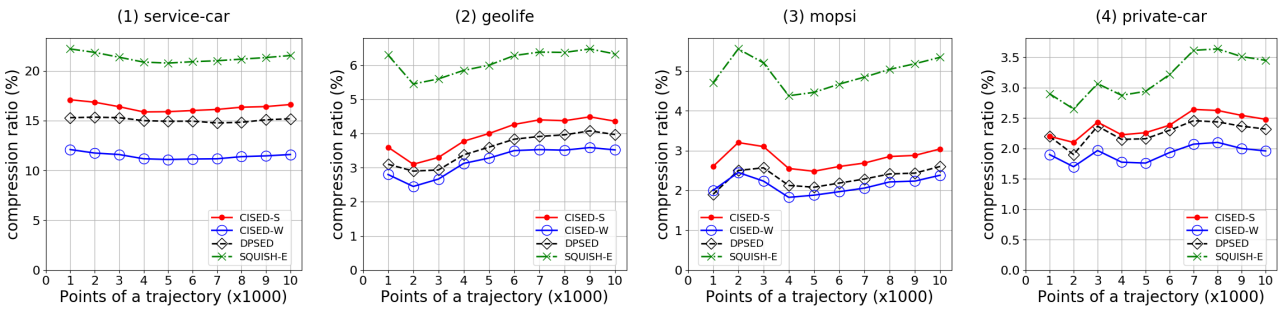 (1) service-car
compression ratio (%)
20
15
10
5
0
0 1 2 3 4 5 6 7 8 9 10
Points of a trajectory (x1000)
CISED-S
CISED-W
DPSED
SQUISH-E
(2) geolife
compression ratio (%)
6
5
4
3
2
1
0
0 1 2 3 4 5 6 7 8 9 10
Points of a trajectory (x1000)
CISED-S
CISED-W
DPSED
SQUISH-E
(3) mopsi
compression ratio (%)
5
4
3
2
1
0
0 1 2 3 4 5 6 7 8 9 10
Points of a trajectory (x1000)
CISED-S
CISED-W
DPSED
SQUISH-E
(4) private-car
compression ratio (%)
3.5
3.0
2.5
2.0
1.5
1.0
0.5
0.0
0 1 2 3 4 5 6 7 8 9 10
Points of a trajectory (x1000)
CISED-S
CISED-W
DPSED
SQUISH-E